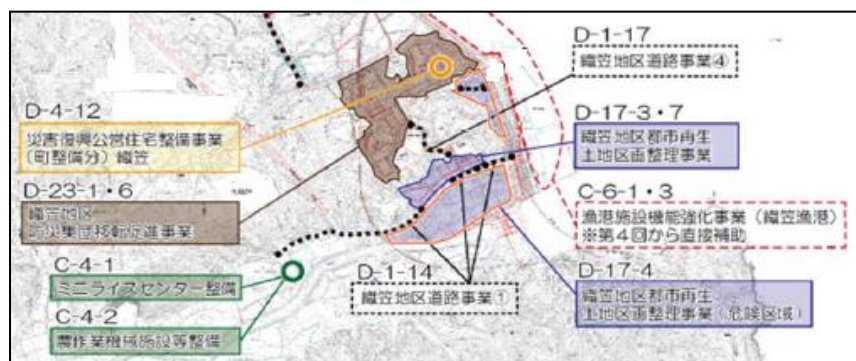 D-1-17
織笠地区道路事業④
D-4-12
災害復興公営住宅整備事業
(町整備分) 織笠
D-17-3・7
織笠地区都市再生
土地区画整理事業
D-23-1・6
織笠地区
防災集団移転促進事業
C-6-1・3
漁港施設機能強化事業 (織笠漁港)
※第4回から直接補助
C-4-1
ミニライスセンター整備
D-1-14
織笠地区道路事業①
D-17-4
織笠地区都市再生
土地区画整理事業 (危険区域)
C-4-2
農作業機械施設等整備